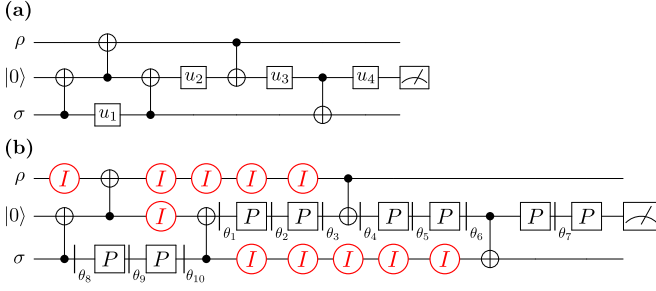 (a)
ρ
|0⟩ u₂ u₃ u₄
σ u₁
(b)
ρ I I I I I
|0⟩ I |θ₁ P |θ₂ P |θ₃ |θ₄ P |θ₅ P |θ₆ P |θ₇ P
σ |θ₈ P |θ₉ P |θ₁₀ I I I I I